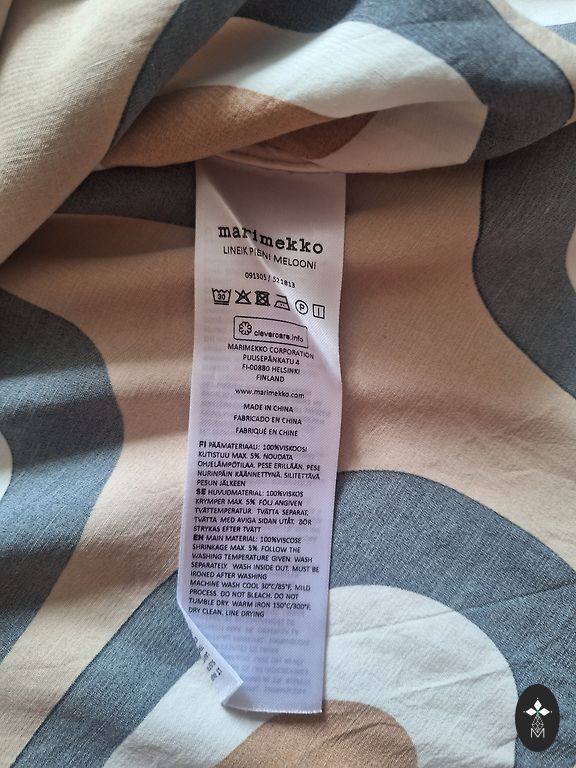 marimekko
LINEIK PIENI MELOONI
091305 / 521813
30
P
clevercare.info
MARIMEKKO CORPORATION
PUUSEPÄNKATU 4
FI-00880 HELSINKI
FINLAND
www.marimekko.com
MADE IN CHINA
FABRICADO EN CHINA
FABRIQUÉ EN CHINE
FI PÄÄMATERIAALI: 100%VISKOOSI
KUTISTUU MAX. 5%. NOUDATA
OHJELÄMPÖTILAA. PESE ERILLÄÄN. PESE
NURINPÄIN KÄÄNNETTYNÄ. SILITETTÄVÄ
PESUN JÄLKEEN
SE HUVUDMATERIAL: 100%VISKOS
KRYMPER MAX. 5% FÖLJ ANGIVEN
TVÄTTEMPERATUR. TVÄTTA SEPARAT.
TVÄTTA MED AVIGA SIDAN UTÅT. BÖR
STRYKAS EFTER TVÄTT
EN MAIN MATERIAL: 100%VISCOSE
SHRINKAGE MAX. 5%. FOLLOW THE
WASHING TEMPERATURE GIVEN. WASH
SEPARATELY. WASH INSIDE OUT. MUST BE
IRONED AFTER WASHING
MACHINE WASH COOL 30°C/85°F, MILD
PROCESS. DO NOT BLEACH. DO NOT
TUMBLE DRY. WARM IRON 150°C/300°F.
DRY CLEAN. LINE DRYING
M